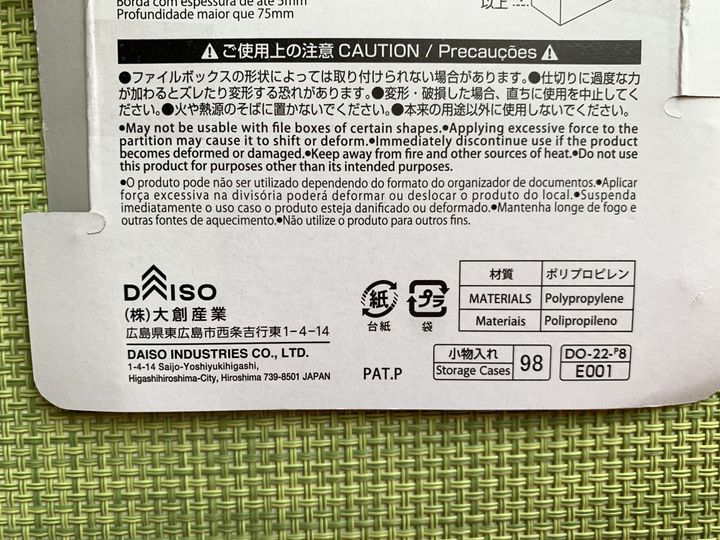 Borda com espessura de até 3mm
Profundidade maior que 75mm
以上
⚠ご使用上の注意 CAUTION / Precauções⚠
●ファイルボックスの形状によっては取り付けられない場合があります。●仕切りに過度な力
が加わるとズレたり変形する恐れがあります。●変形・破損した場合、直ちに使用を中止してく
ださい。●火や熱源のそばに置かないでください。●本来の用途以外に使用しないでください。
●May not be usable with file boxes of certain shapes.●Applying excessive force to the
partition may cause it to shift or deform.●Immediately discontinue use if the product
becomes deformed or damaged.●Keep away from fire and other sources of heat.●Do not use
this product for purposes other than its intended purposes.
●O produto pode não ser utilizado dependendo do formato do organizador de documentos.●Aplicar
força excessiva na divisória poderá deformar ou deslocar o produto do local.●Suspenda
imediatamente o uso caso o produto esteja danificado ou deformado.●Mantenha longe de fogo e
outras fontes de aquecimento.●Não utilize o produto para outros fins.
DAISO
(株)大創産業
広島県東広島市西条吉行東1-4-14
DAISO INDUSTRIES CO., LTD.
1-4-14 Saijo-Yoshiyukihigashi,
Higashihiroshima-City, Hiroshima 739-8501 JAPAN
紙
台紙
プラ
袋
PAT.P
材質 ポリプロピレン
MATERIALS Polypropylene
Materiais Polipropileno
小物入れ
Storage Cases 98
DO-22-P8
E001